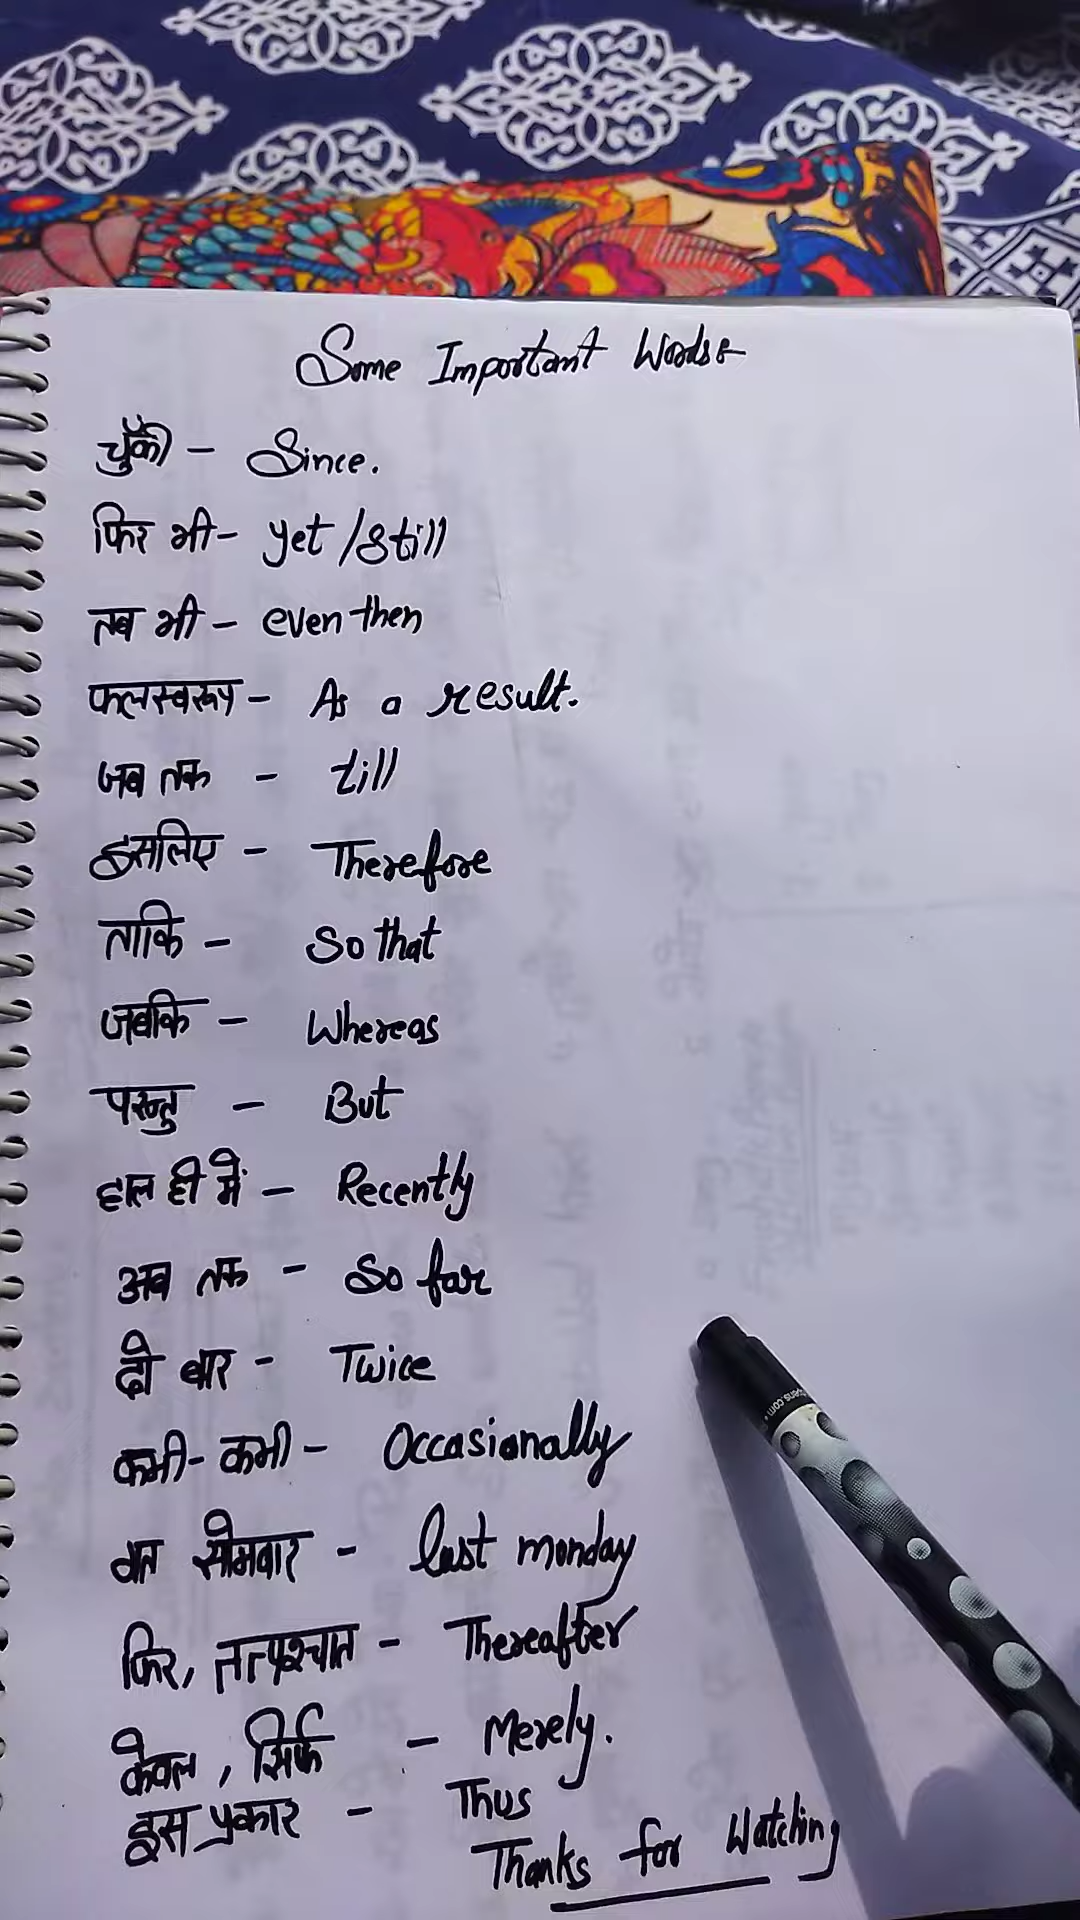 Some Important Words
चुँकी - Since.
फिर भी - yet /still
तब भी - even then
फलस्वरूप - As a result.
जब तक - till
इसलिए - Therefore
ताकि - So that
जबकि - Whereas
परन्तु - But
हाल ही में - Recently
अब तक - So far
दो बार - Twice
कभी-कभी - Occasionally
गत सोमवार - last monday
फिर, तत्पश्चात - Thereafter
केवल, सिर्फ - Merely.
इस प्रकार - Thus
Thanks for Watching